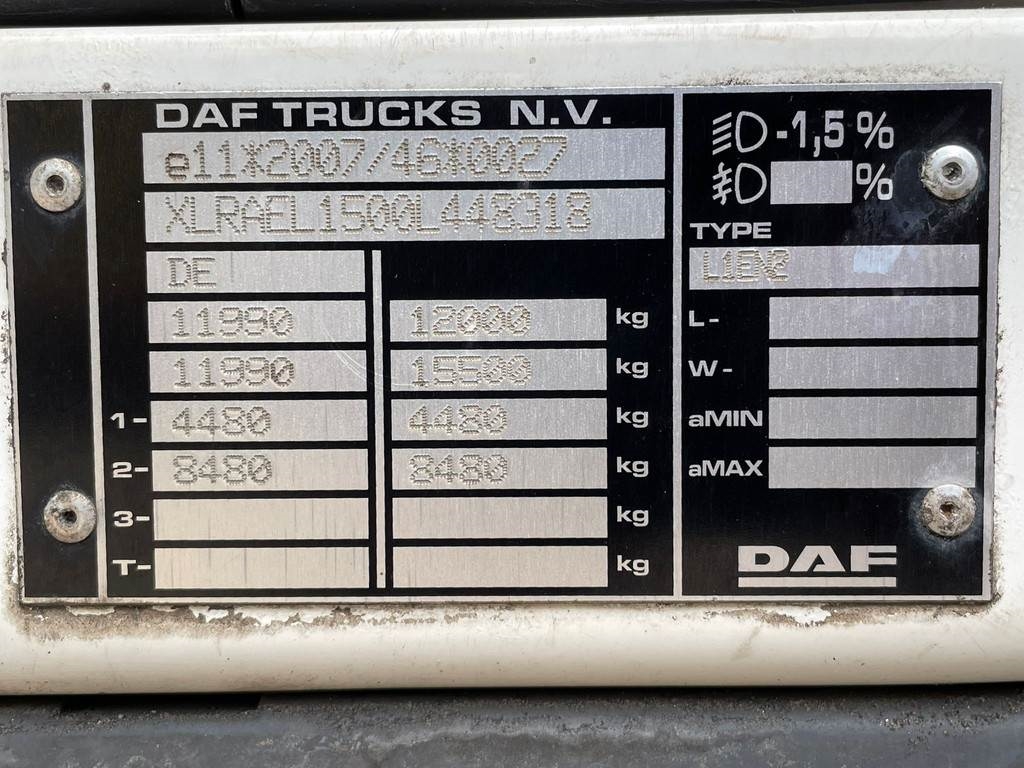 DAF TRUCKS N.V.
e11*2007/46*0027
XLRAEL1500L448318
DE
11990 12000 kg
11990 15500 kg
1- 4480 4480 kg
2- 8480 8480 kg
3- kg
T- kg
-1,5%
%
TYPE
L1EN2
L-
W-
aMIN
aMAX
DAF